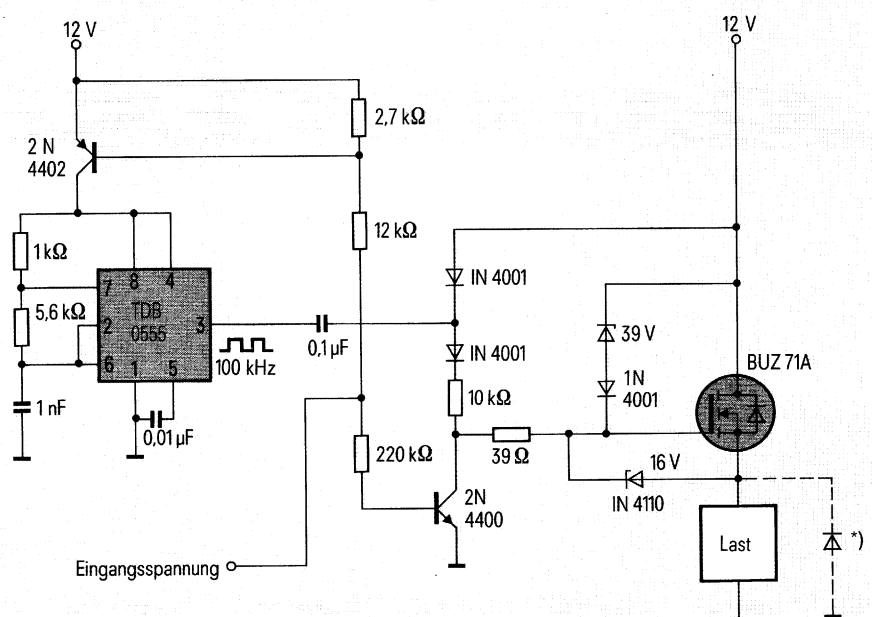 12 V
12 V
2,7 kΩ
2 N
4402
12 kΩ
1 kΩ
IN 4001
7
8
4
5,6 kΩ
TDB
0555
2
3
39 V
0,1 µF
IN 4001
BUZ 71A
6
1
5
100 kHz
1N
4001
10 kΩ
1 nF
0,01 µF
220 kΩ
39 Ω
16 V
IN 4110
2N
4400
Last
*)
Eingangsspannung